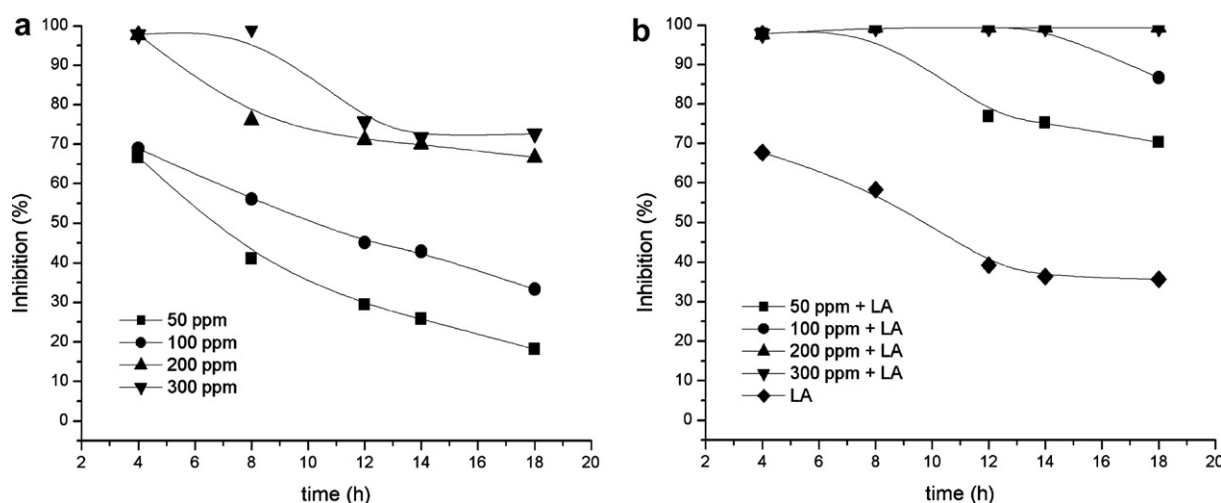 a
Inhibition (%)
100
90
80
70
60
50
40
30
20
10
0
50 ppm
100 ppm
200 ppm
300 ppm
2 4 6 8 10 12 14 16 18 20
time (h)
b
Inhibition (%)
100
90
80
70
60
50
40
30
20
10
0
50 ppm + LA
100 ppm + LA
200 ppm + LA
300 ppm + LA
LA
2 4 6 8 10 12 14 16 18 20
time (h)